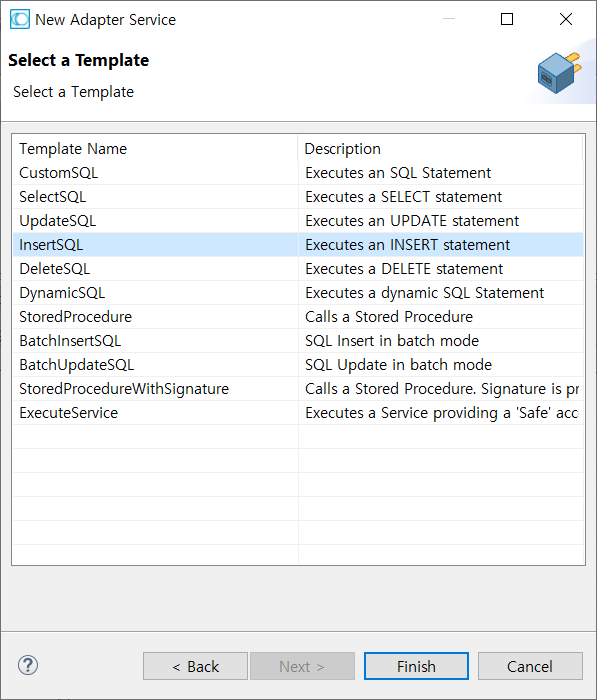 New Adapter Service
Select a Template
Select a Template
Template Name Description
CustomSQL Executes an SQL Statement
SelectSQL Executes a SELECT statement
UpdateSQL Executes an UPDATE statement
InsertSQL Executes an INSERT statement
DeleteSQL Executes a DELETE statement
DynamicSQL Executes a dynamic SQL Statement
StoredProcedure Calls a Stored Procedure
BatchInsertSQL SQL Insert in batch mode
BatchUpdateSQL SQL Update in batch mode
StoredProcedureWithSignature Calls a Stored Procedure. Signature is pr
ExecuteService Executes a Service providing a 'Safe' acc
? < Back Next > Finish Cancel